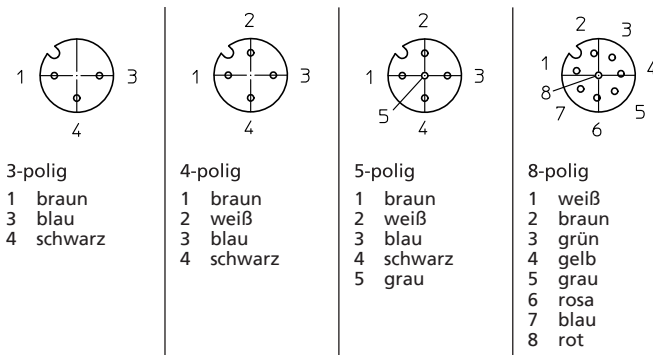 1
3
4
3-polig
1 braun
3 blau
4 schwarz
2
1
3
4
4-polig
1 braun
2 weiß
3 blau
4 schwarz
2
1
3
5
4
5-polig
1 braun
2 weiß
3 blau
4 schwarz
5 grau
2
3
1
4
8
7
5
6
8-polig
1 weiß
2 braun
3 grün
4 gelb
5 grau
6 rosa
7 blau
8 rot